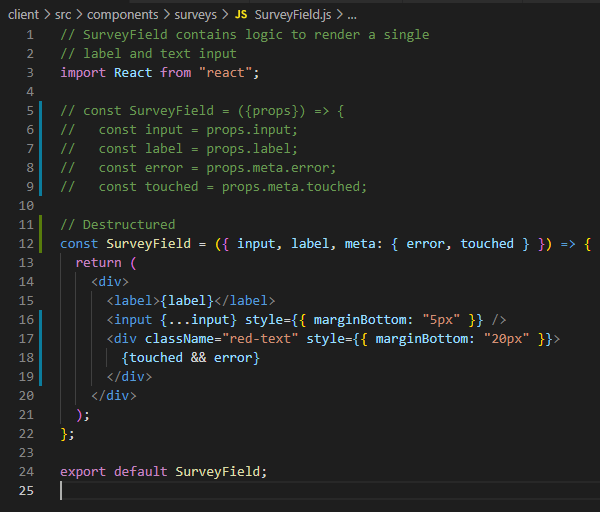 client > src > components > surveys > JS SurveyField.js > ...
1 // SurveyField contains logic to render a single
2 // label and text input
3 import React from "react";
4
5 // const SurveyField = ({props}) => {
6 //   const input = props.input;
7 //   const label = props.label;
8 //   const error = props.meta.error;
9 //   const touched = props.meta.touched;
10
11 // Destructured
12 const SurveyField = ({ input, label, meta: { error, touched } }) => {
13   return (
14     <div>
15       <label>{label}</label>
16       <input {...input} style={{ marginBottom: "5px" }} />
17       <div className="red-text" style={{ marginBottom: "20px" }}>
18         {touched && error}
19       </div>
20     </div>
21   );
22 };
23
24 export default SurveyField;
25